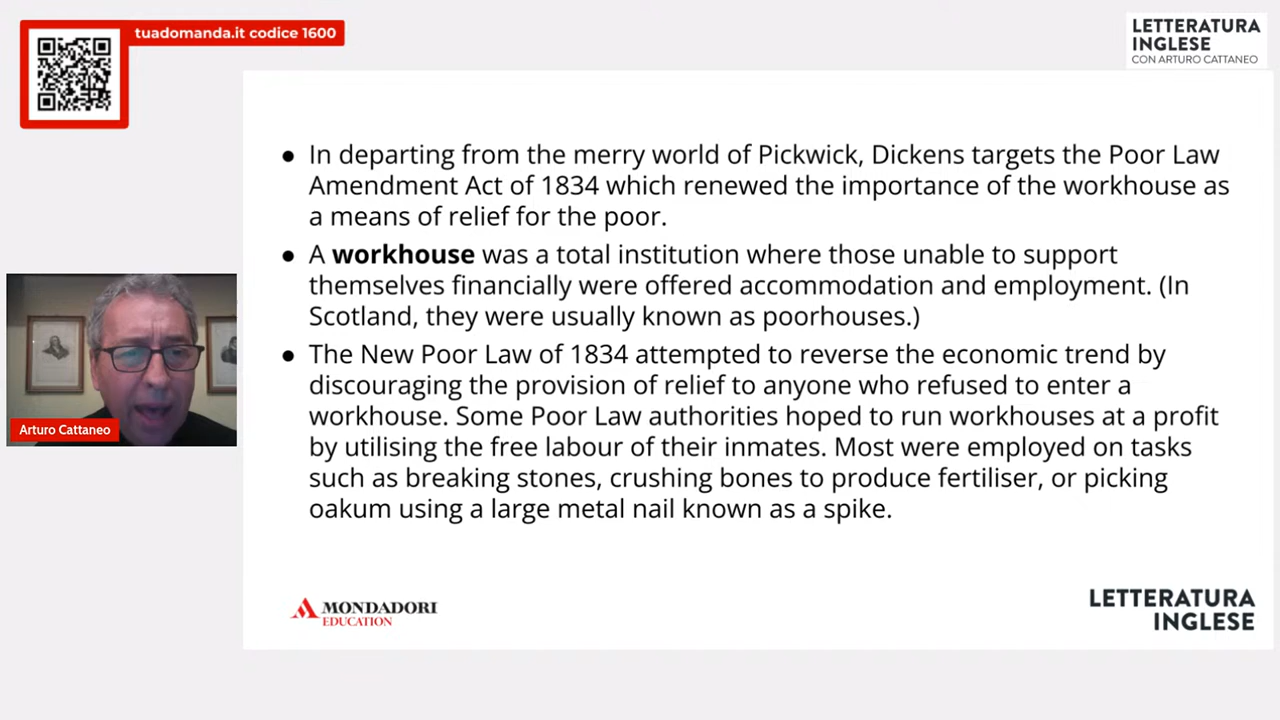 tuadomanda.it codice 1600
LETTERATURA
INGLESE
CON ARTURO CATTANEO
● In departing from the merry world of Pickwick, Dickens targets the Poor Law
Amendment Act of 1834 which renewed the importance of the workhouse as
a means of relief for the poor.
● A workhouse was a total institution where those unable to support
themselves financially were offered accommodation and employment. (In
Scotland, they were usually known as poorhouses.)
● The New Poor Law of 1834 attempted to reverse the economic trend by
discouraging the provision of relief to anyone who refused to enter a
workhouse. Some Poor Law authorities hoped to run workhouses at a profit
by utilising the free labour of their inmates. Most were employed on tasks
such as breaking stones, crushing bones to produce fertiliser, or picking
oakum using a large metal nail known as a spike.
Arturo Cattaneo
MONDADORI
EDUCATION
LETTERATURA
INGLESE